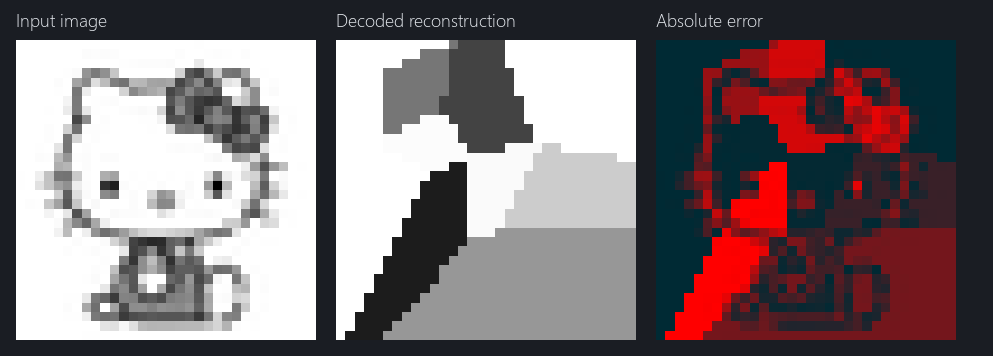 Input image
Decoded reconstruction
Absolute error